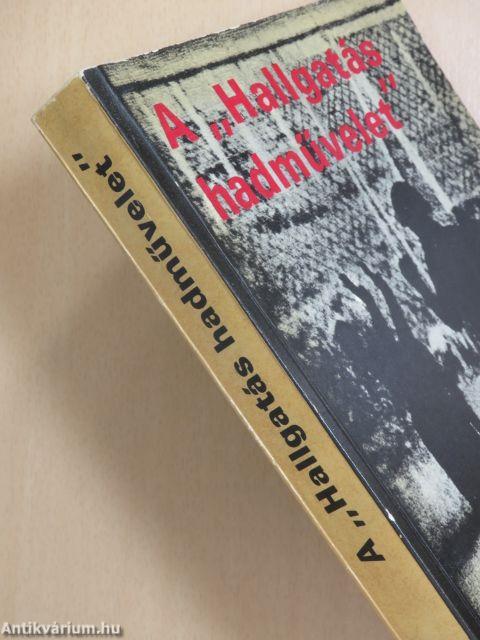 A „Hallgatás
hadművelet”
A „Hallgatás hadművelet”
Antikvárium.hu